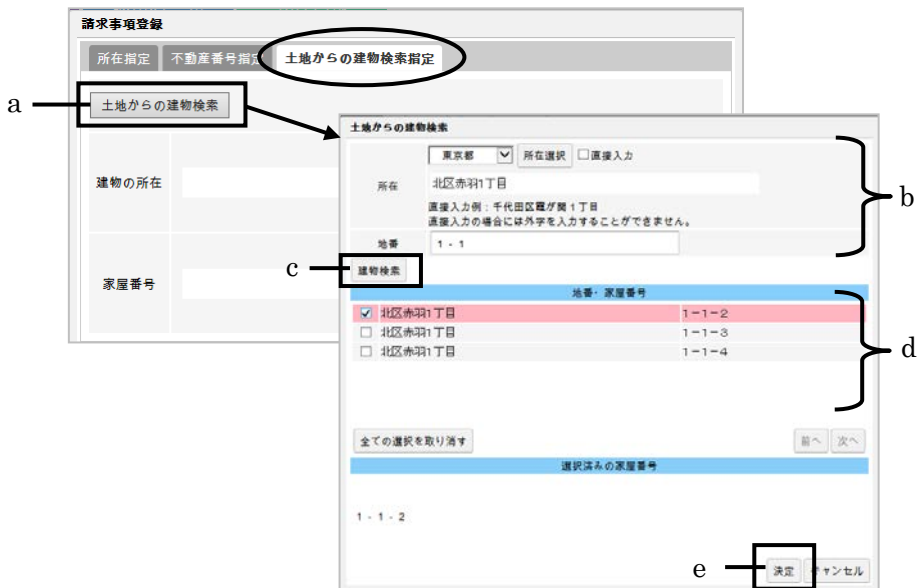 請求事項登録
所在指定 不動産番号指定 土地からの建物検索指定
a
土地からの建物検索
建物の所在
家屋番号
土地からの建物検索
東京都 所在選択 直接入力
所在 北区赤羽1丁目
直接入力例：千代田区霞が関1丁目
直接入力の場合には外字を入力することができません。
地番 1-1
b
c
建物検索
地番・家屋番号
北区赤羽1丁目 1-1-2
北区赤羽1丁目 1-1-3
北区赤羽1丁目 1-1-4
d
全ての選択を取り消す 前へ 次へ
選択済みの家屋番号
1-1-2
e
決定 キャンセル